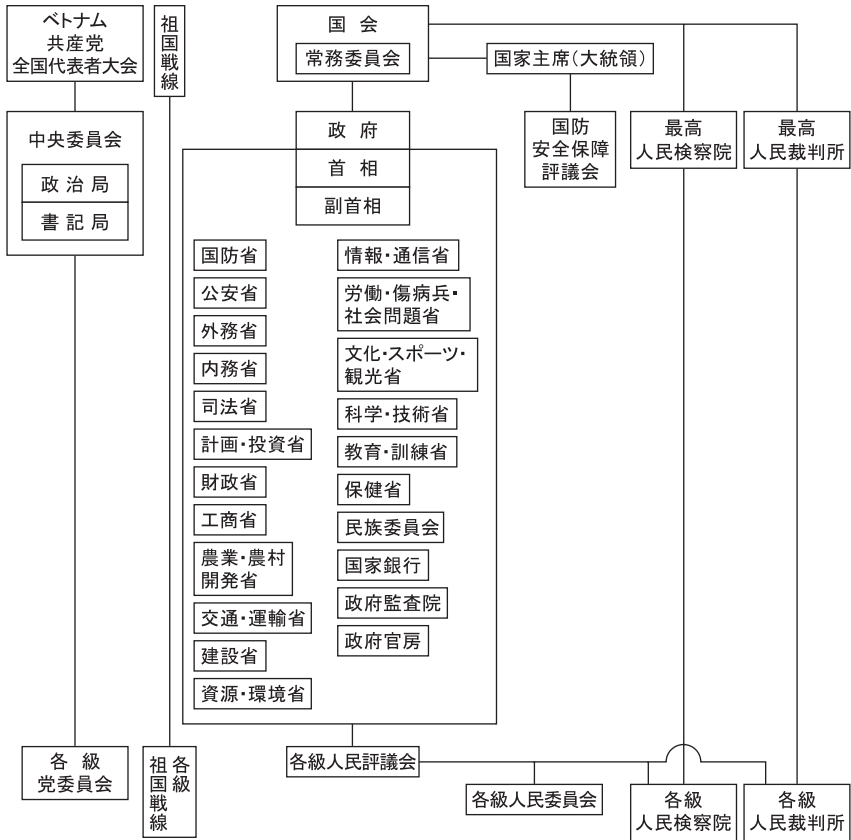 ベトナム
共産党
全国代表者大会
中央委員会
政治局
書記局
各級
党委員会
祖国戦線
各級
祖国戦線
国会
常務委員会
国家主席(大統領)
国防
安全保障
評議会
最高
人民検察院
最高
人民裁判所
政府
首相
副首相
国防省
公安省
外務省
内務省
司法省
計画・投資省
財政省
工商省
農業・農村
開発省
交通・運輸省
建設省
資源・環境省
情報・通信省
労働・傷病兵・
社会問題省
文化・スポーツ・
観光省
科学・技術省
教育・訓練省
保健省
民族委員会
国家銀行
政府監査院
政府官房
各級人民評議会
各級人民委員会
各級
人民検察院
各級
人民裁判所